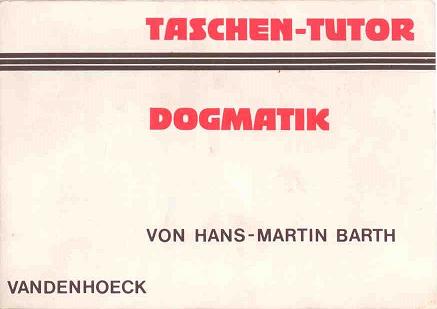 TASCHEN-TUTOR
DOGMATIK
VON HANS-MARTIN BARTH
VANDENHOECK